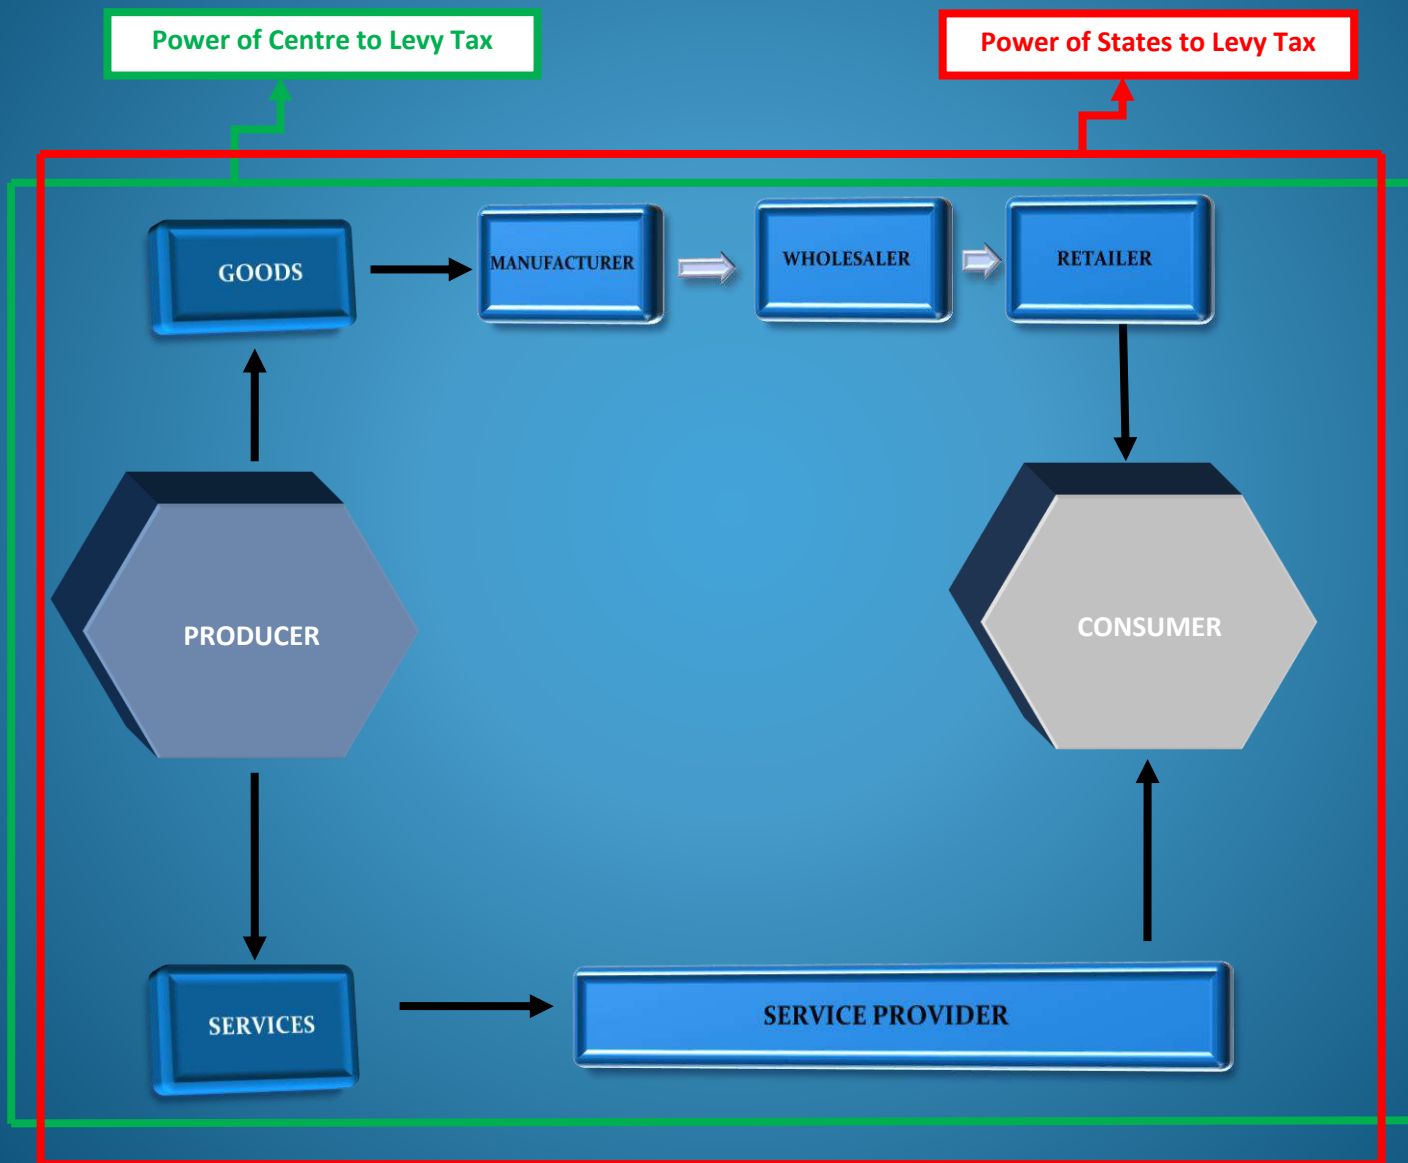 Power of Centre to Levy Tax
Power of States to Levy Tax
GOODS
MANUFACTURER
WHOLESALER
RETAILER
PRODUCER
CONSUMER
SERVICES
SERVICE PROVIDER